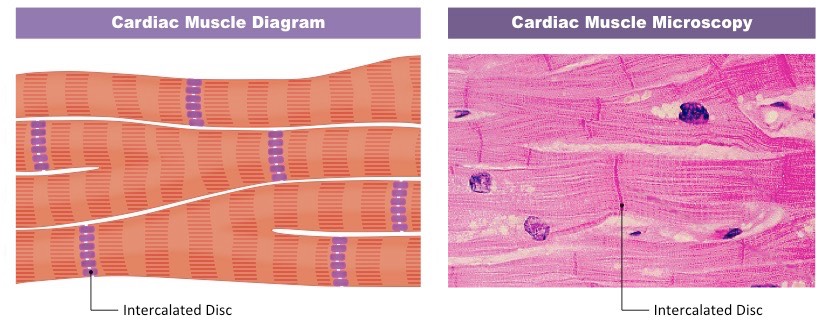 Cardiac Muscle Diagram
Cardiac Muscle Microscopy
Intercalated Disc
Intercalated Disc